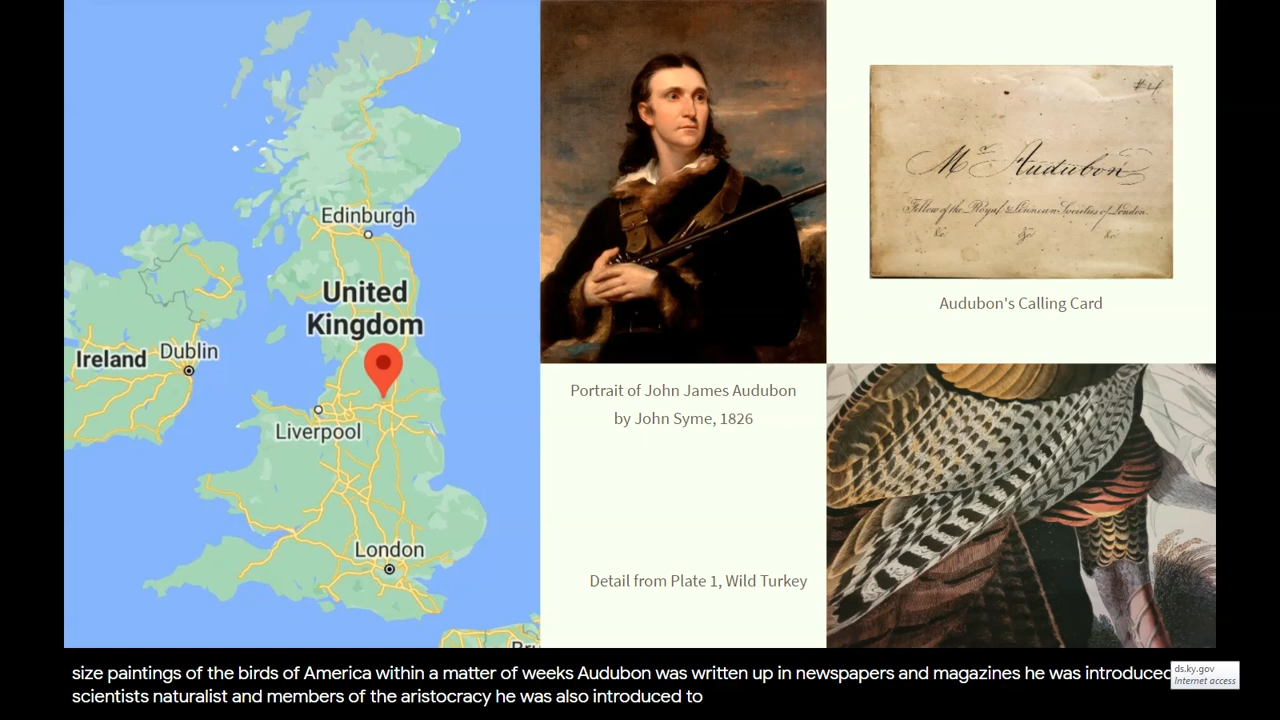 Edinburgh
United
Kingdom
Ireland
Dublin
Liverpool
London
#4
Mr Audubon
Fellow of the Royal & Linnean Societies of London.
&c &c &c
Audubon's Calling Card
Portrait of John James Audubon
by John Syme, 1826
Detail from Plate 1, Wild Turkey
size paintings of the birds of America within a matter of weeks Audubon was written up in newspapers and magazines he was introduced
scientists naturalist and members of the aristocracy he was also introduced to
ds.ky.gov
Internet access